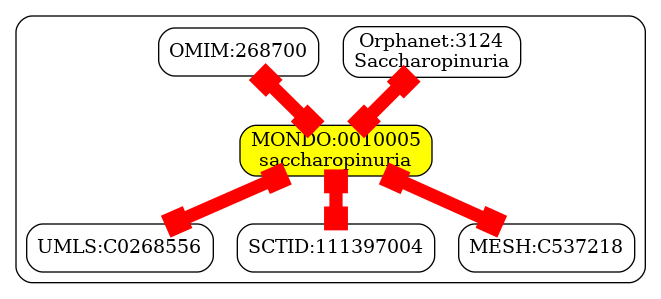 OMIM:268700
Orphanet:3124
Saccharopinuria
MONDO:0010005
saccharopinuria
UMLS:C0268556
SCTID:111397004
MESH:C537218